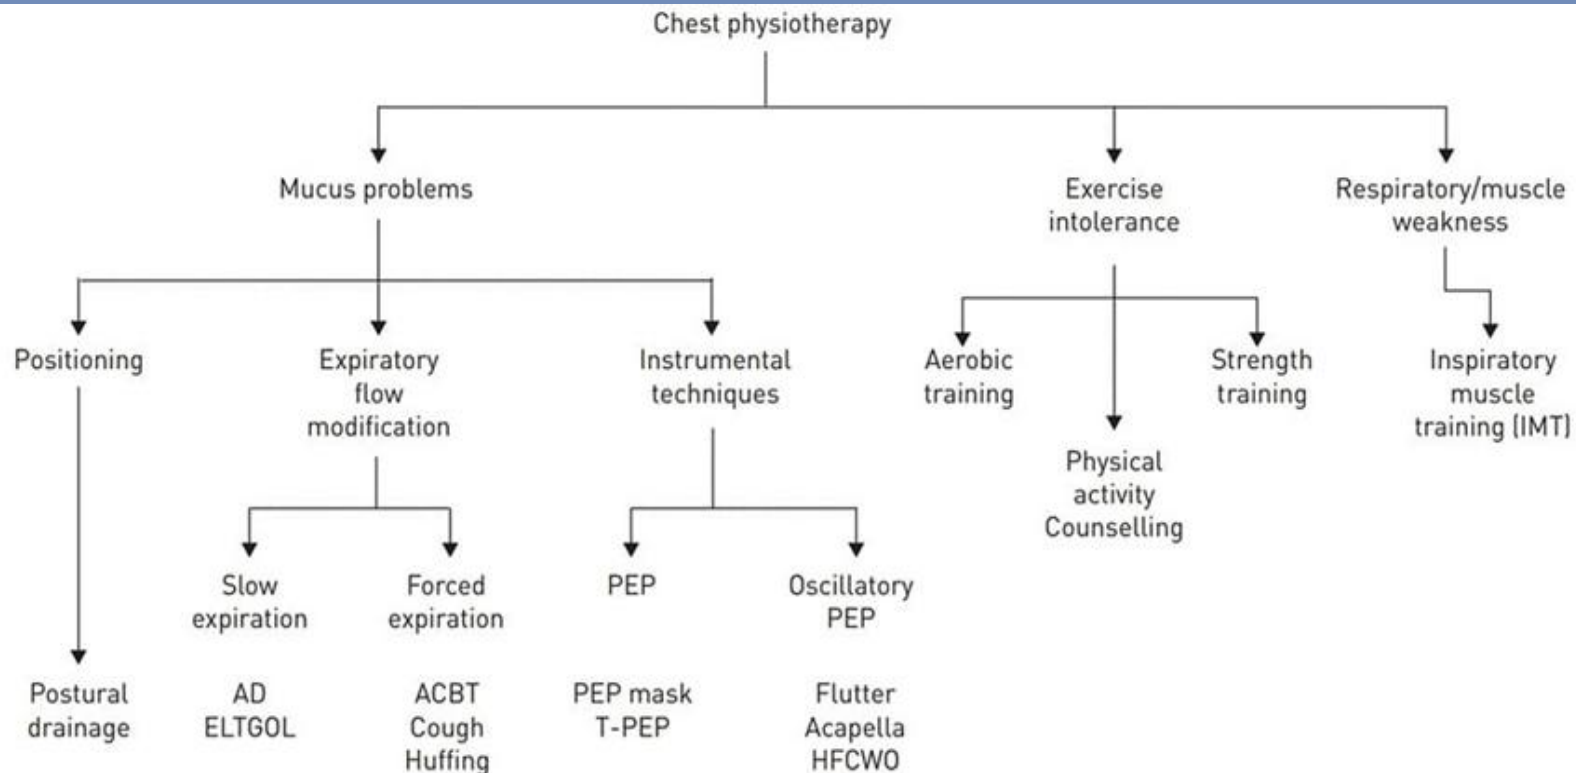 Chest physiotherapy
Mucus problems
Exercise
intolerance
Respiratory/muscle
weakness
Positioning
Expiratory
flow
modification
Instrumental
techniques
Aerobic
training
Strength
training
Inspiratory
muscle
training (IMT)
Physical
activity
Counselling
Slow
expiration
Forced
expiration
PEP
Oscillatory
PEP
Postural
drainage
AD
ELTGOL
ACBT
Cough
Huffing
PEP mask
T-PEP
Flutter
Acapella
HFCWO